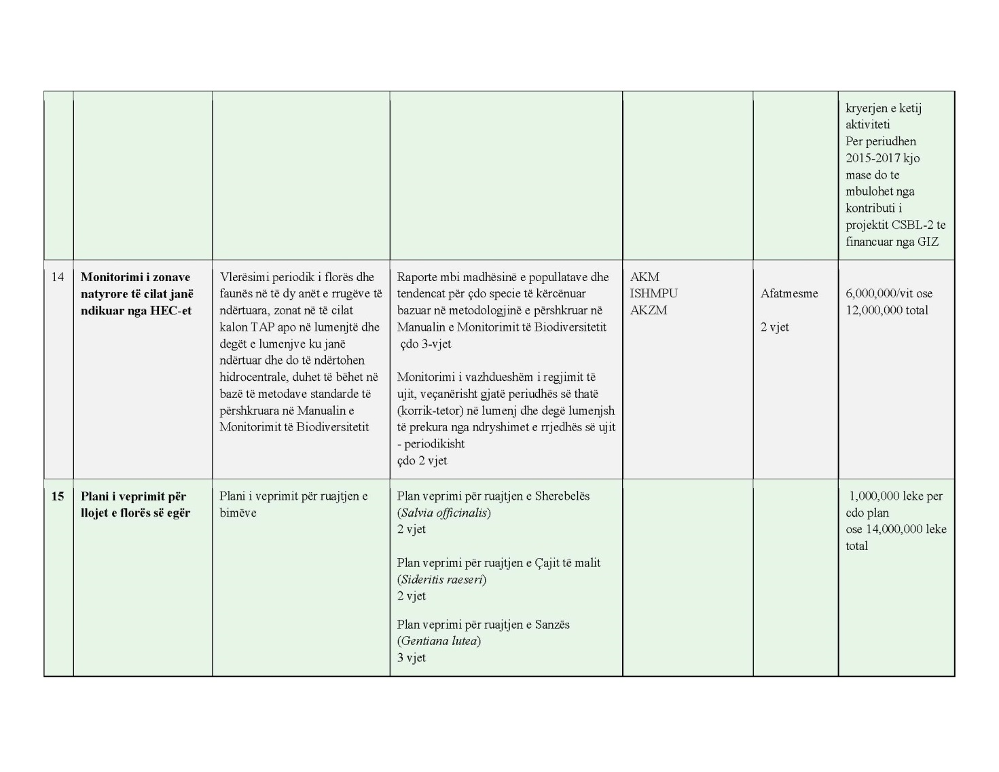 kryerjen e ketij
aktiviteti
Per periudhen
2015-2017 kjo
mase do te
mbulohet nga
kontributi i
projektit CSBL-2 te
financuar nga GIZ
14
Monitorimi i zonave
natyrore të cilat janë
ndikuar nga HEC-et
Vlerësimi periodik i florës dhe
faunës në të dy anët e rrugëve të
ndërtuara, zonat në të cilat
kalon TAP apo në lumenjtë dhe
degët e lumenjve ku janë
ndërtuar dhe do të ndërtohen
hidrocentrale, duhet të bëhet në
bazë të metodave standarde të
përshkruara në Manualin e
Monitorimit të Biodiversitetit
Raporte mbi madhësinë e popullatave dhe
tendencat për çdo specie të kërcënuar
bazuar në metodologjinë e përshkruar në
Manualin e Monitorimit të Biodiversitetit
çdo 3-vjet
Monitorimi i vazhdueshëm i regjimit të
ujit, veçanërisht gjatë periudhës së thatë
(korrik-tetor) në lumenj dhe degë lumenjsh
të prekura nga ndryshimet e rrjedhës së ujit
- periodikisht
çdo 2 vjet
AKM
ISHMPU
AKZM
Afatmesme
2 vjet
6,000,000/vit ose
12,000,000 total
15
Plani i veprimit për
llojet e florës së egër
Plani i veprimit për ruajtjen e
bimëve
Plan veprimi për ruajtjen e Sherebelës
(Salvia officinalis)
2 vjet
Plan veprimi për ruajtjen e Çajit të malit
(Sideritis raeseri)
2 vjet
Plan veprimi për ruajtjen e Sanzës
(Gentiana lutea)
3 vjet
1,000,000 leke per
cdo plan
ose 14,000,000 leke
total